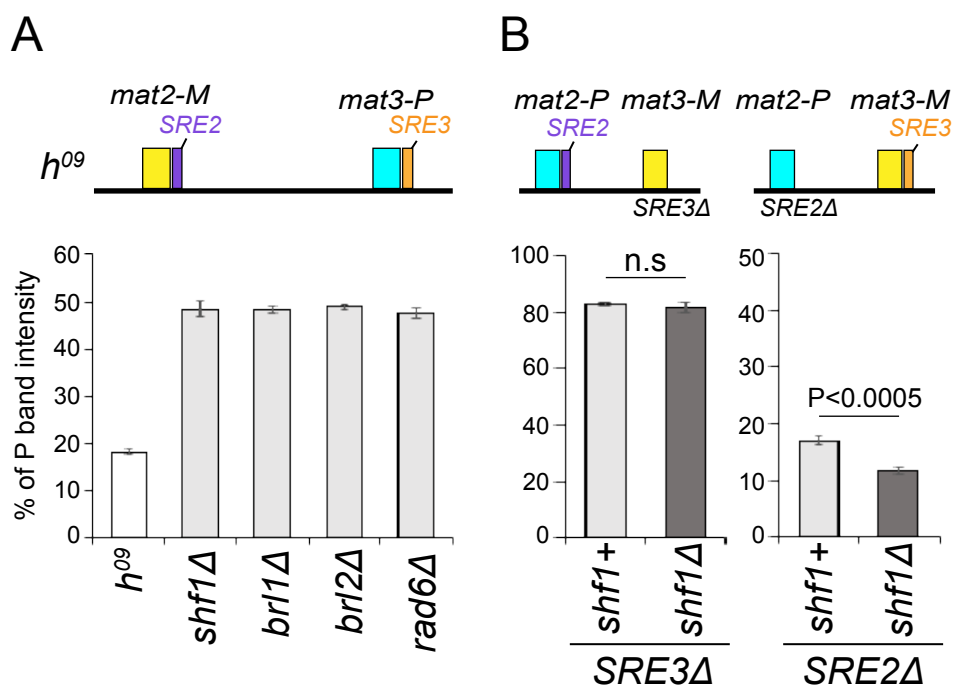 A
mat2-M
SRE2
mat3-P
SRE3
h09
% of P band intensity
60
50
40
30
20
10
0
h09
shf1Δ
brl1Δ
brl2Δ
rad6Δ
B
mat2-P
SRE2
mat3-M
SRE3Δ
mat2-P
SRE2Δ
mat3-M
SRE3
100
80
60
40
20
0
n.s
shf1+
shf1Δ
SRE3Δ
50
40
30
20
10
0
P<0.0005
shf1+
shf1Δ
SRE2Δ